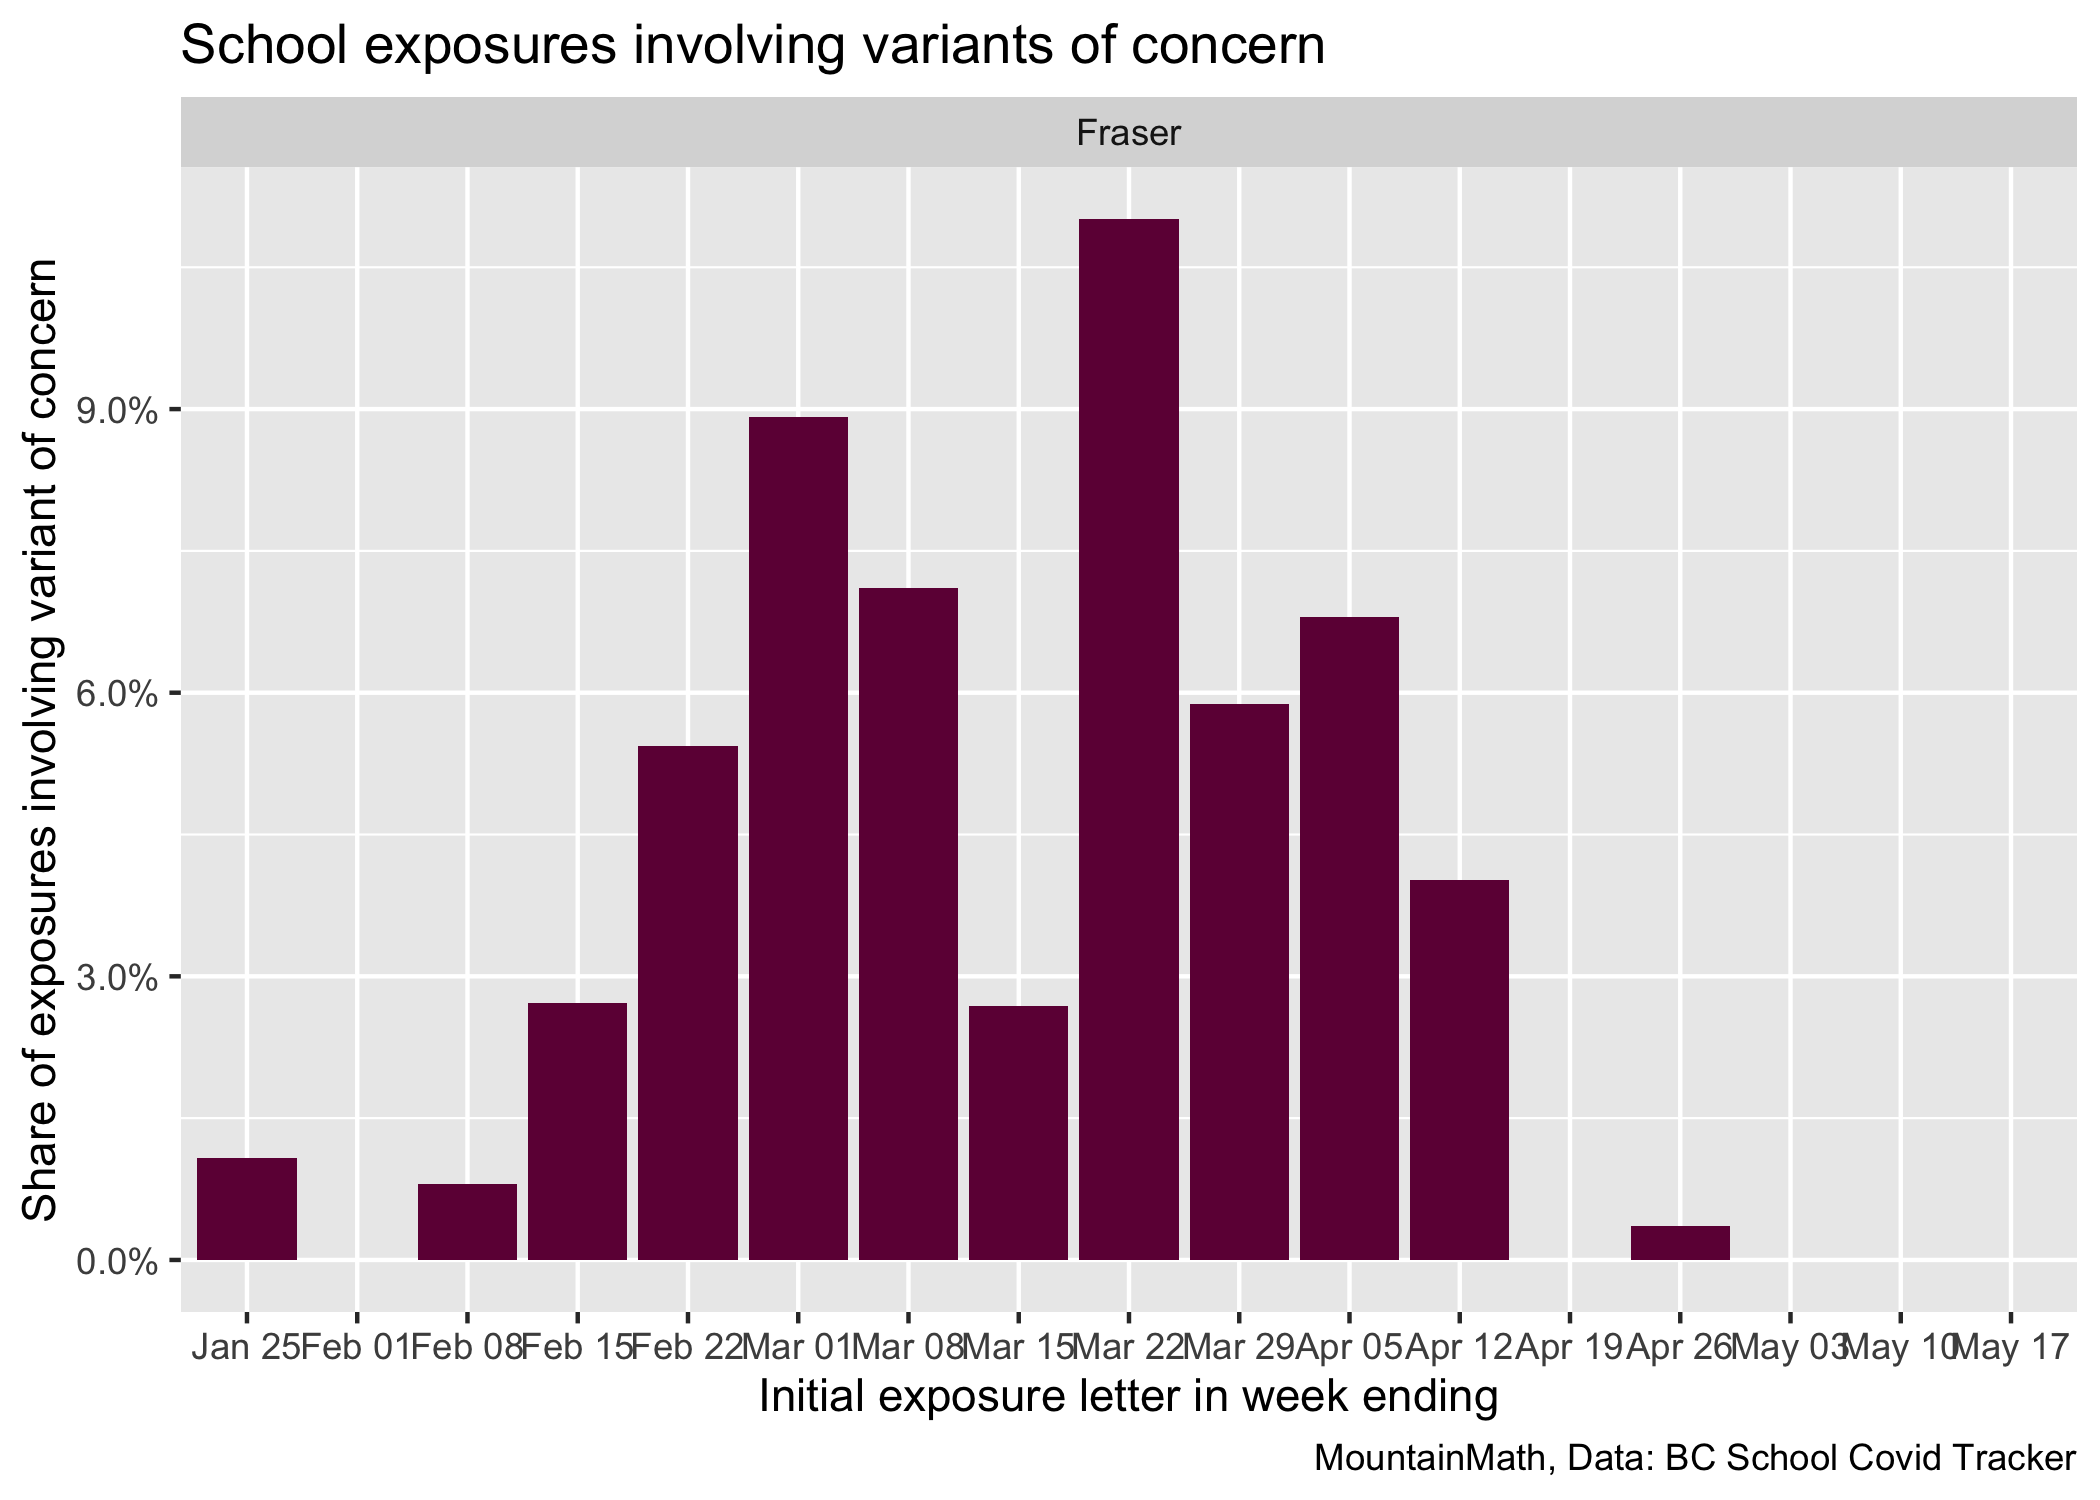 School exposures involving variants of concern
Fraser
Share of exposures involving variant of concern
9.0%
6.0%
3.0%
0.0%
Jan 25 Feb 01 Feb 08 Feb 15 Feb 22 Mar 01 Mar 08 Mar 15 Mar 22 Mar 29 Apr 05 Apr 12 Apr 19 Apr 26 May 03 May 10 May 17
Initial exposure letter in week ending
MountainMath, Data: BC School Covid Tracker